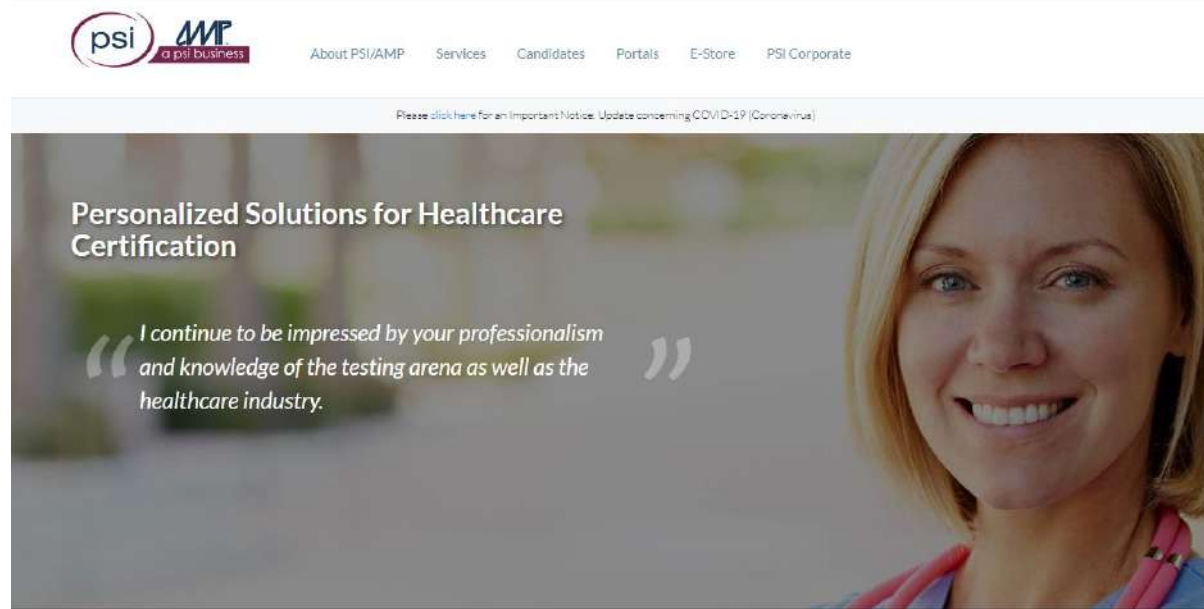 psi AMP
a psi business
About PSI/AMP Services Candidates Portals E-Store PSI Corporate
Please click here for an Important Notice: Update concerning COVID-19 (Coronavirus)
Personalized Solutions for Healthcare
Certification
“ I continue to be impressed by your professionalism
and knowledge of the testing arena as well as the ”
healthcare industry.